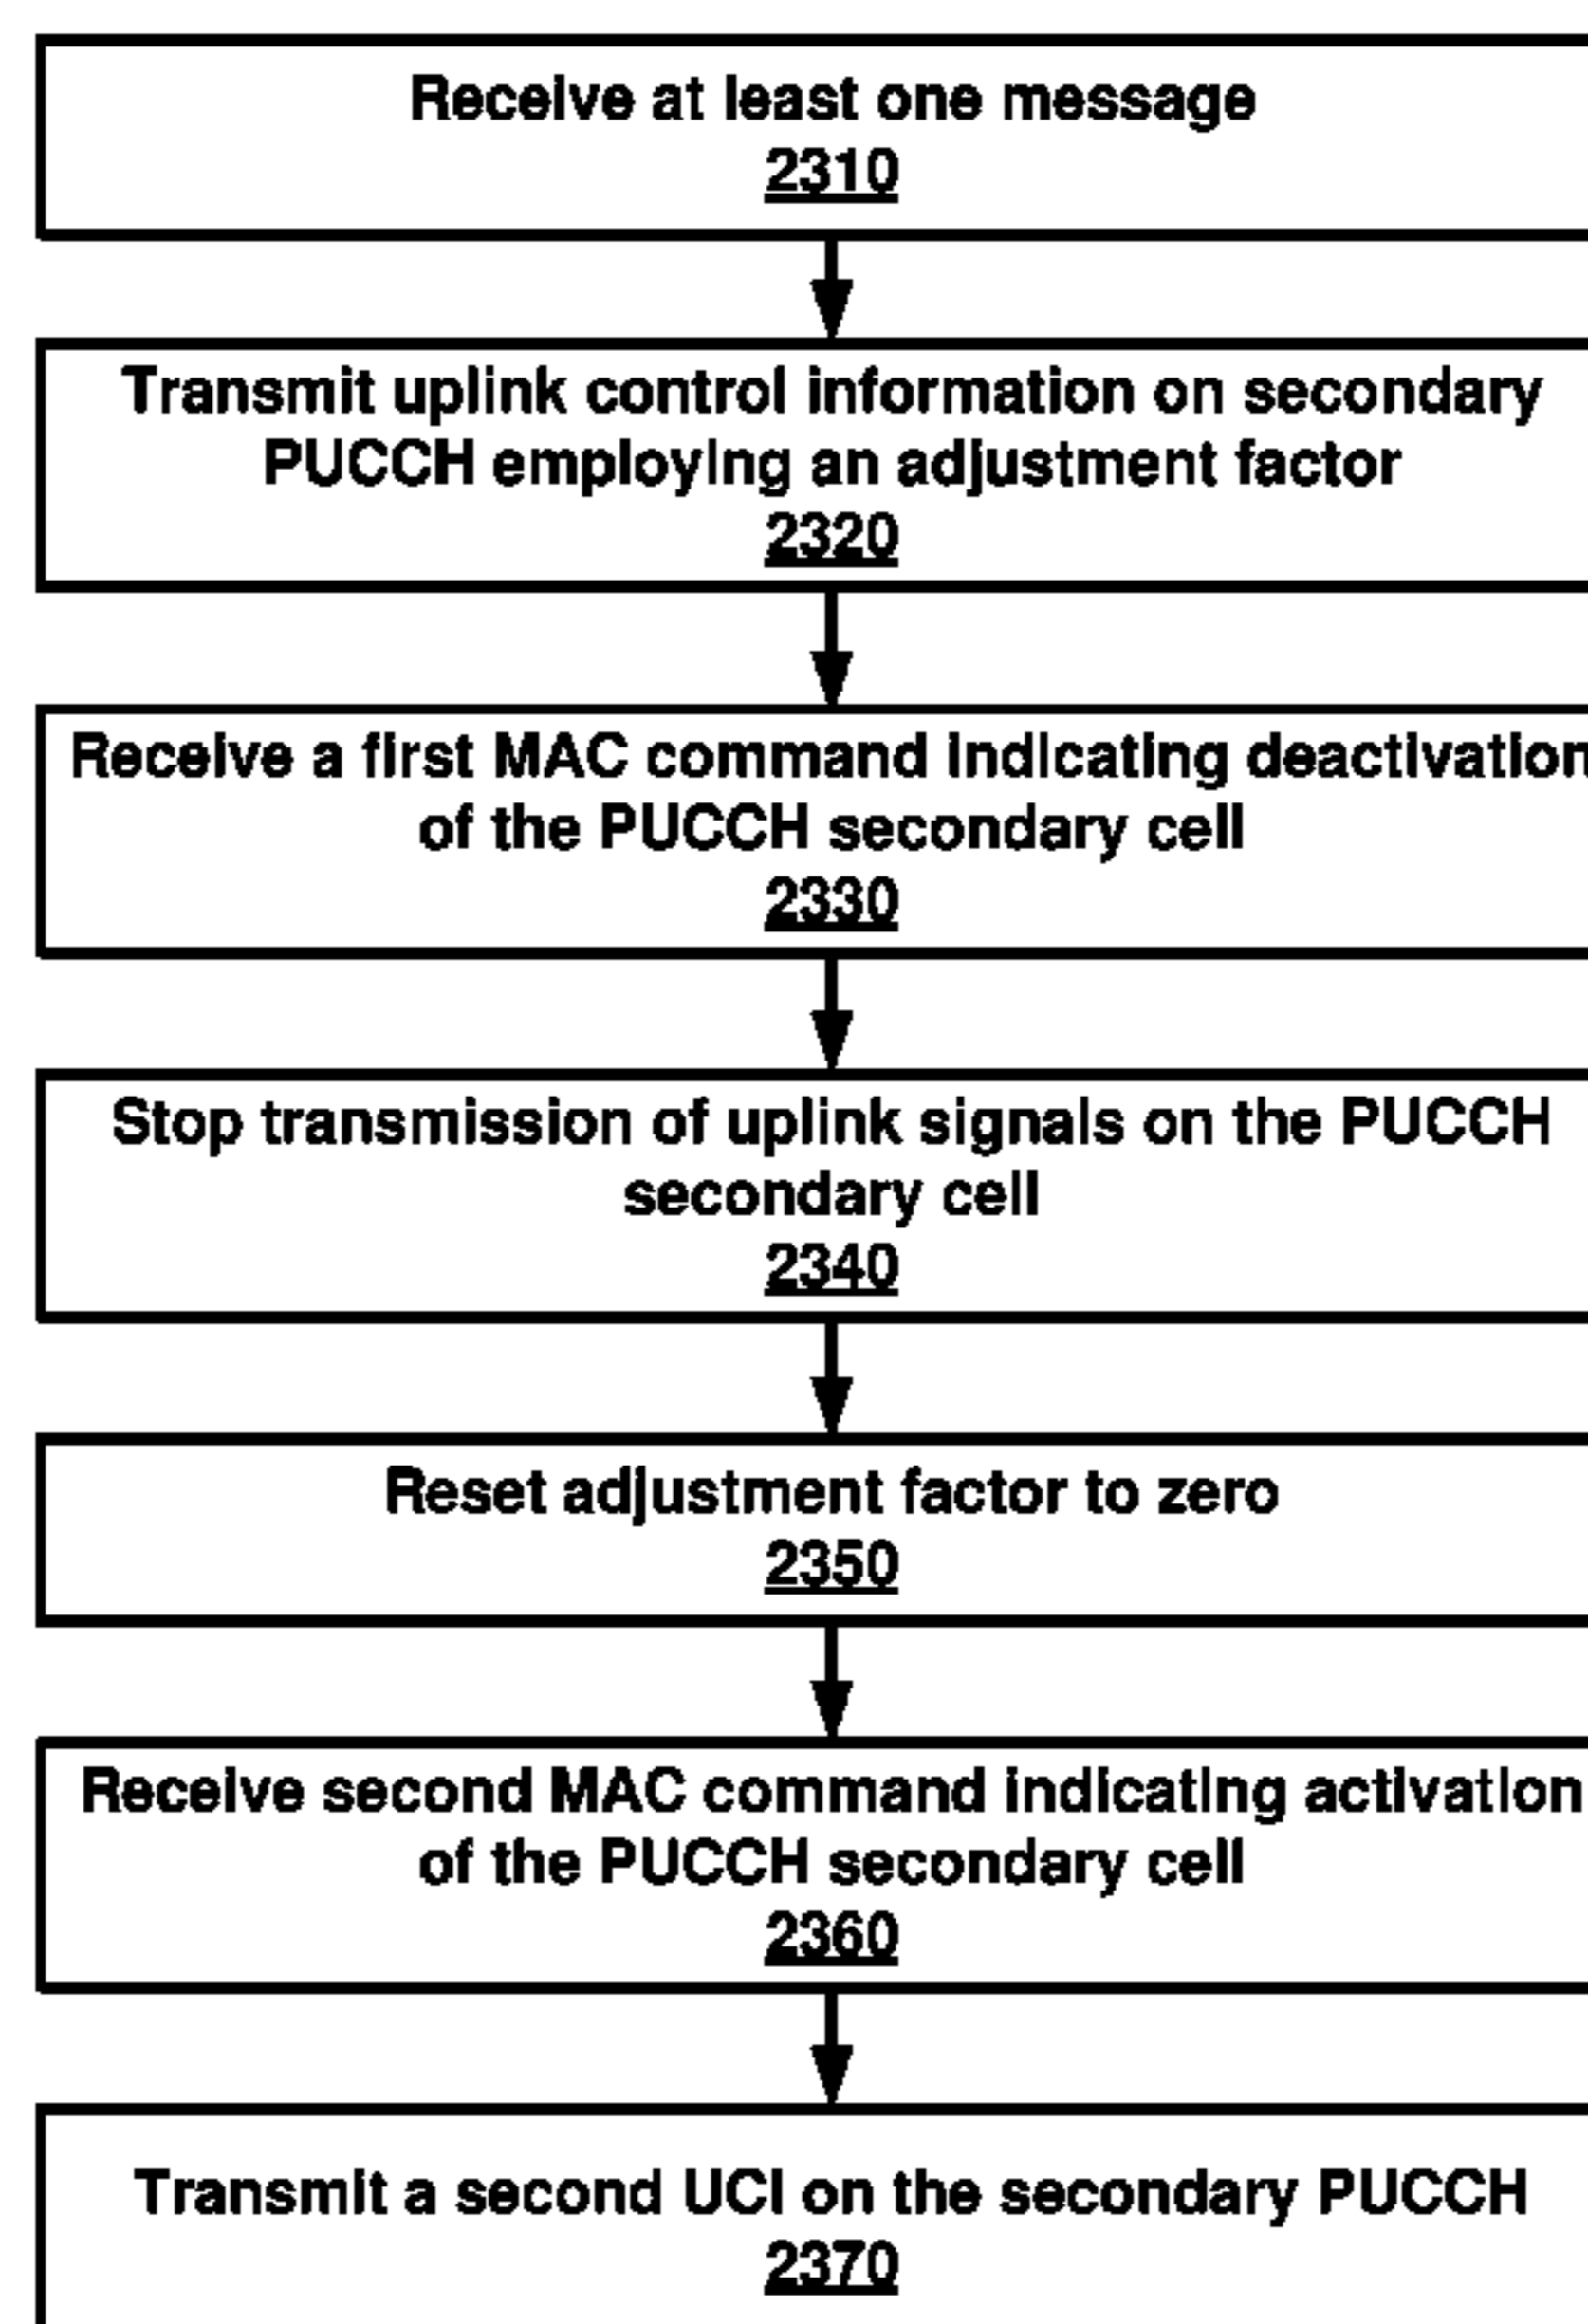 Receive at least one message
2310
Transmit uplink control information on secondary
PUCCH employing an adjustment factor
2320
Receive a first MAC command indicating deactivation
of the PUCCH secondary cell
2330
Stop transmission of uplink signals on the PUCCH
secondary cell
2340
Reset adjustment factor to zero
2350
Receive second MAC command indicating activation
of the PUCCH secondary cell
2360
Transmit a second UCI on the secondary PUCCH
2370